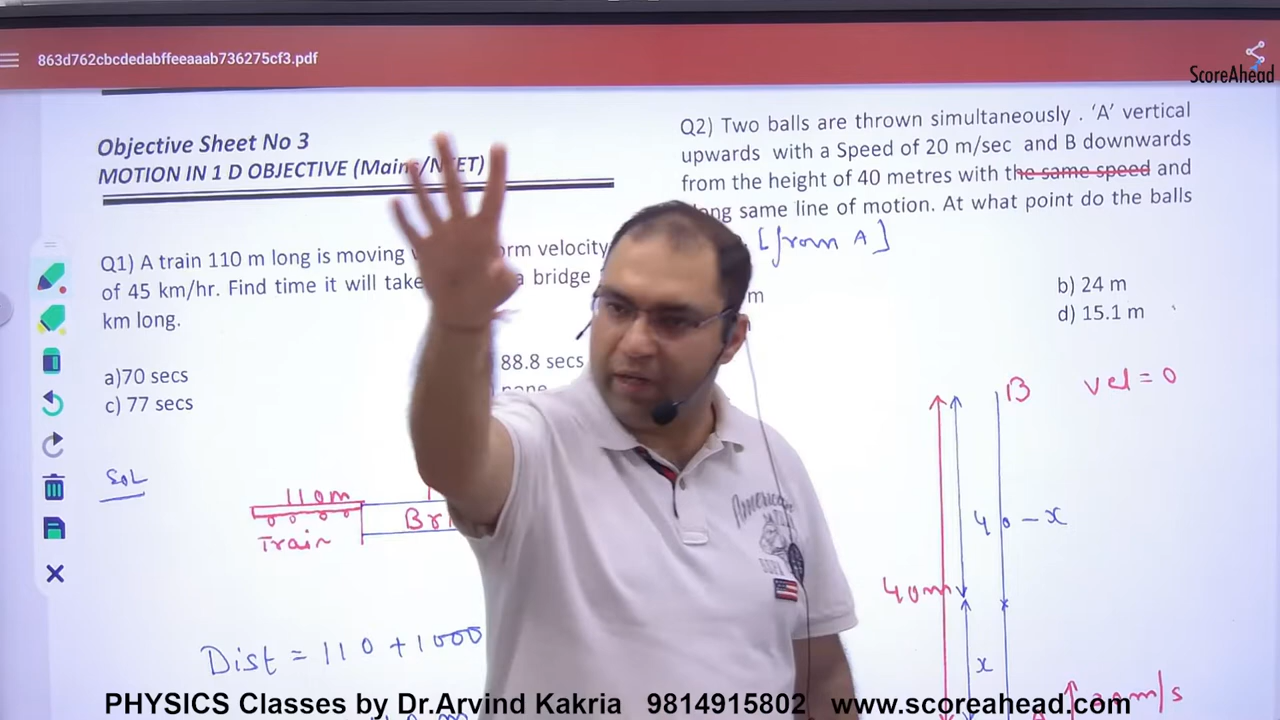 863d762cbcdedabffeeaaab736275cf3.pdf
ScoreAhead
Objective Sheet No 3
MOTION IN 1 D OBJECTIVE (Mains/NEET)
Q1) A train 110 m long is moving
of 45 km/hr. Find time it will take a bridge
km long.
a)70 secs
88.8 secs
c) 77 secs
none
Sol
110m
Train
Dist = 110 + 1000
Q2) Two balls are thrown simultaneously . ‘A’ vertical
upwards with a Speed of 20 m/sec and B downwards
from the height of 40 metres with the same speed and
same line of motion. At what point do the balls
[from A]
m
b) 24 m
d) 15.1 m
B vel = 0
40 - x
40m
x
20m/s
American
PHYSICS Classes by Dr.Arvind Kakria 9814915802 www.scoreahead.com